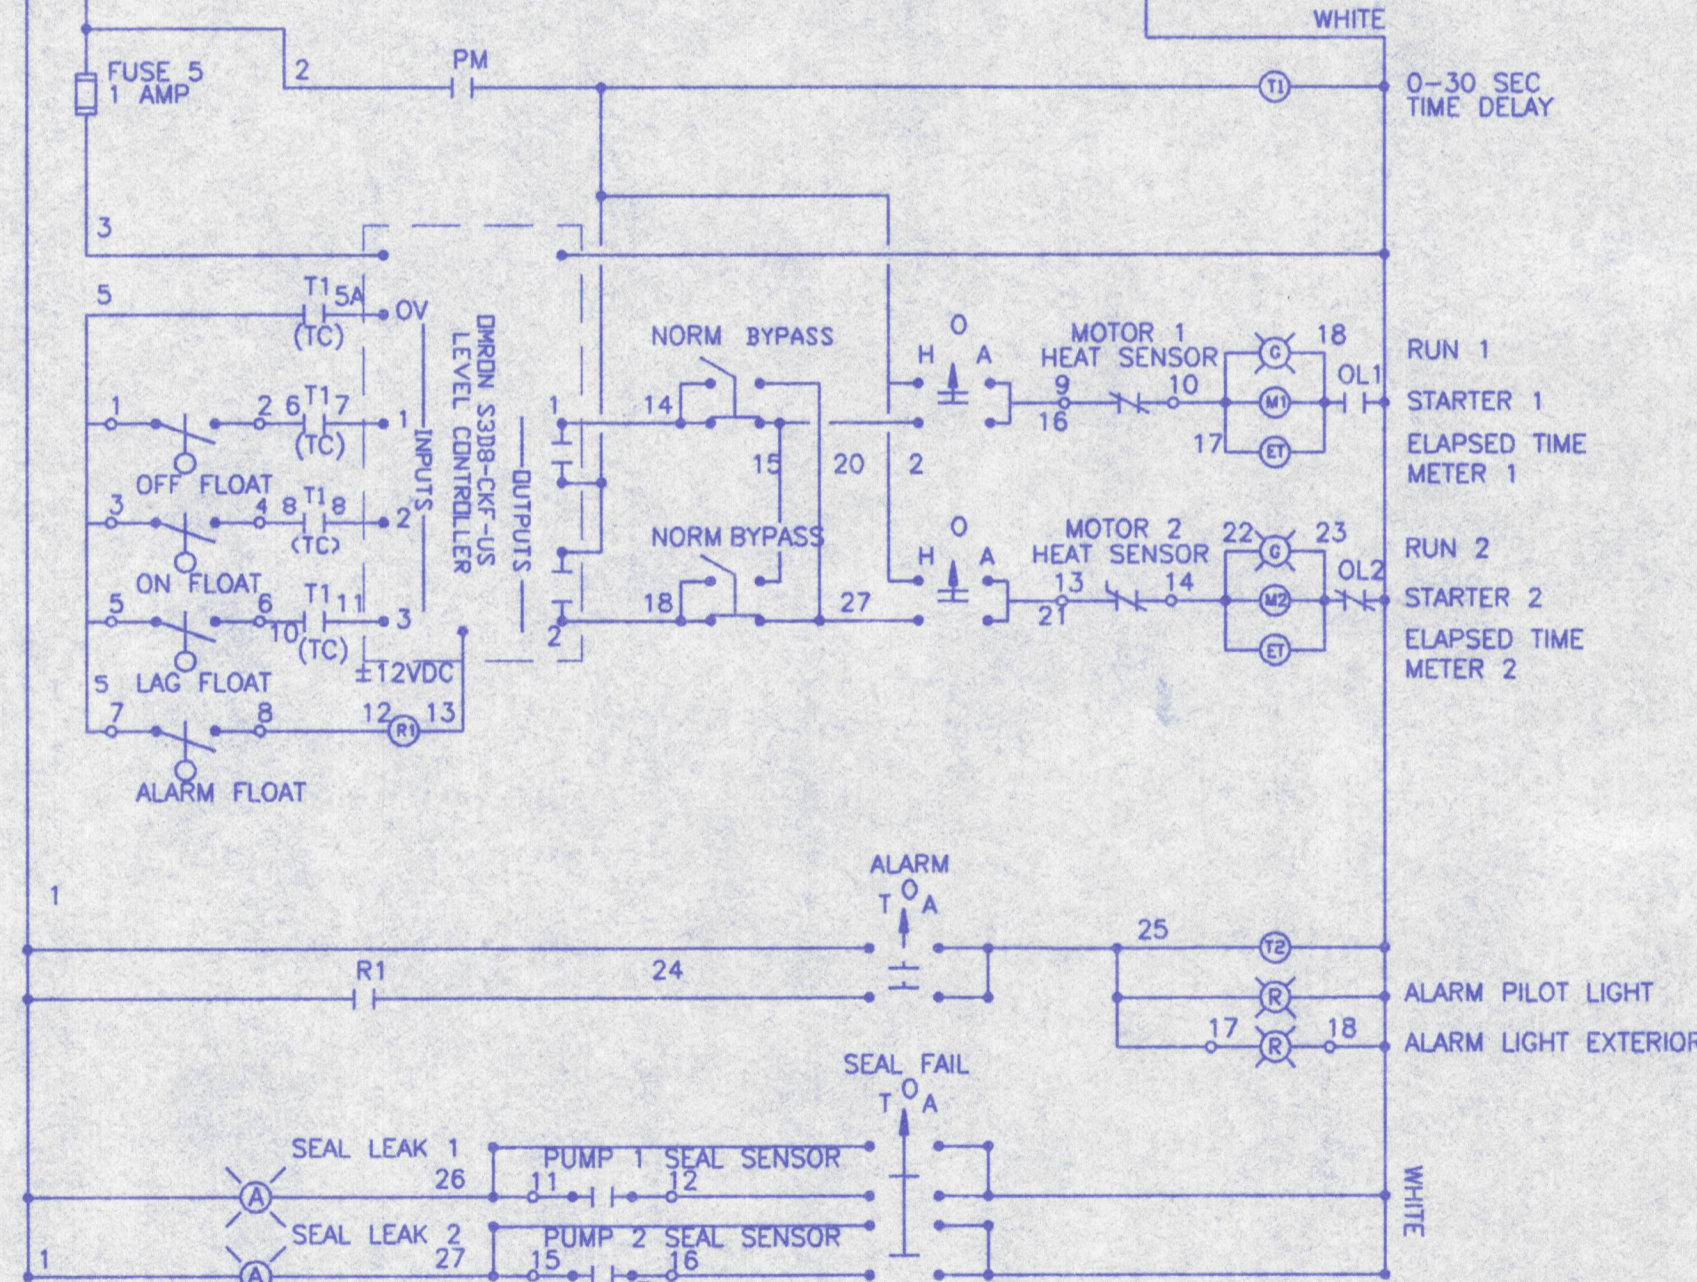 WHITE
PM
FUSE 5
1 AMP
2
T1
0-30 SEC
TIME DELAY
3
5
T1
5A
(TC)
0V
1
2
6
T1
7
(TC)
1
OFF FLOAT
3
4
8
T1
8
(TC)
2
ON FLOAT
5
6
10
T1
11
(TC)
3
5
LAG FLOAT
±12VDC
7
8
12
R1
13
ALARM FLOAT
INPUTS
LEVEL CONTROLLER
OMRON S3D8-CKF-US
OUTPUTS
1
2
NORM BYPASS
14
15
20
2
NORM BYPASS
18
27
O
H A
MOTOR 1
HEAT SENSOR
9
16
10
17
G
18
M1
ET
OL1
RUN 1
STARTER 1
ELAPSED TIME
METER 1
O
H A
MOTOR 2
HEAT SENSOR
13
21
14
22
G
23
M2
ET
OL2
RUN 2
STARTER 2
ELAPSED TIME
METER 2
1
ALARM
O
T A
R1
24
25
T2
R
ALARM PILOT LIGHT
17
R
18
ALARM LIGHT EXTERIOR
SEAL FAIL
O
T A
SEAL LEAK 1
A
26
PUMP 1 SEAL SENSOR
11
12
WHITE
SEAL LEAK 2
1
A
27
PUMP 2 SEAL SENSOR
15
16